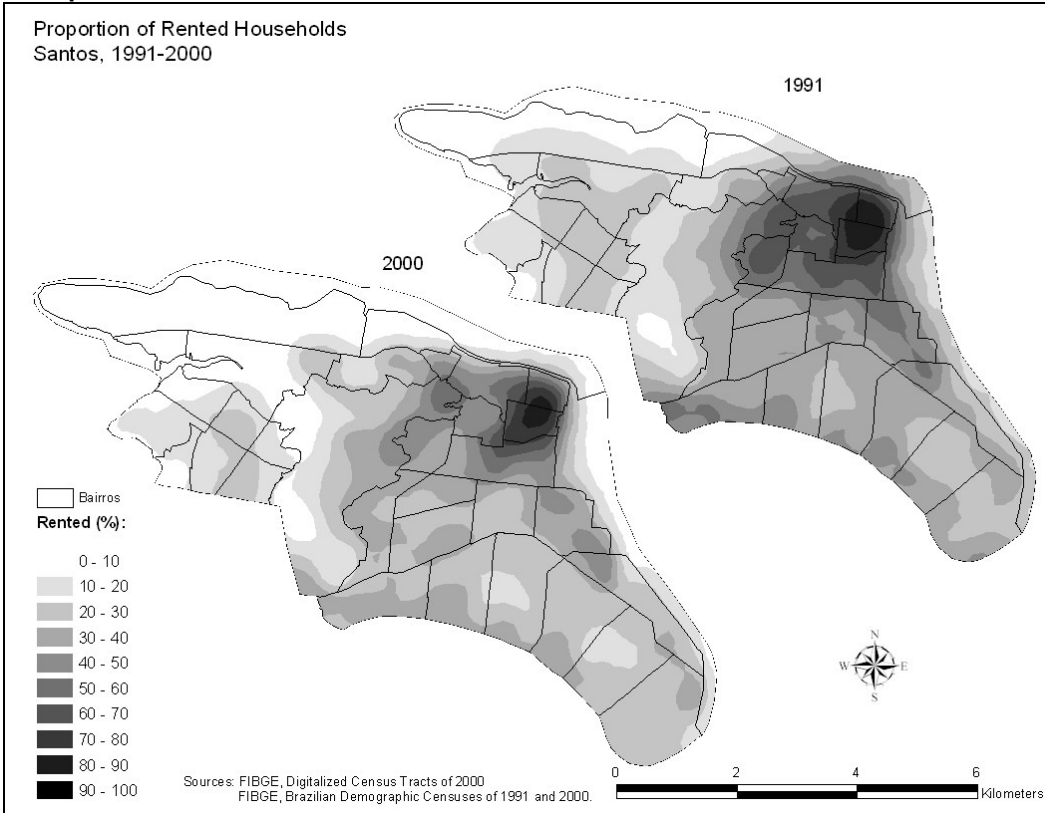 Proportion of Rented Households
Santos, 1991-2000
1991
2000
Bairros
Rented (%):
0 - 10
10 - 20
20 - 30
30 - 40
40 - 50
50 - 60
60 - 70
70 - 80
80 - 90
90 - 100
N
W E
S
0 2 4 6
Kilometers
Sources: FIBGE, Digitalized Census Tracts of 2000
FIBGE, Brazilian Demographic Censuses of 1991 and 2000.